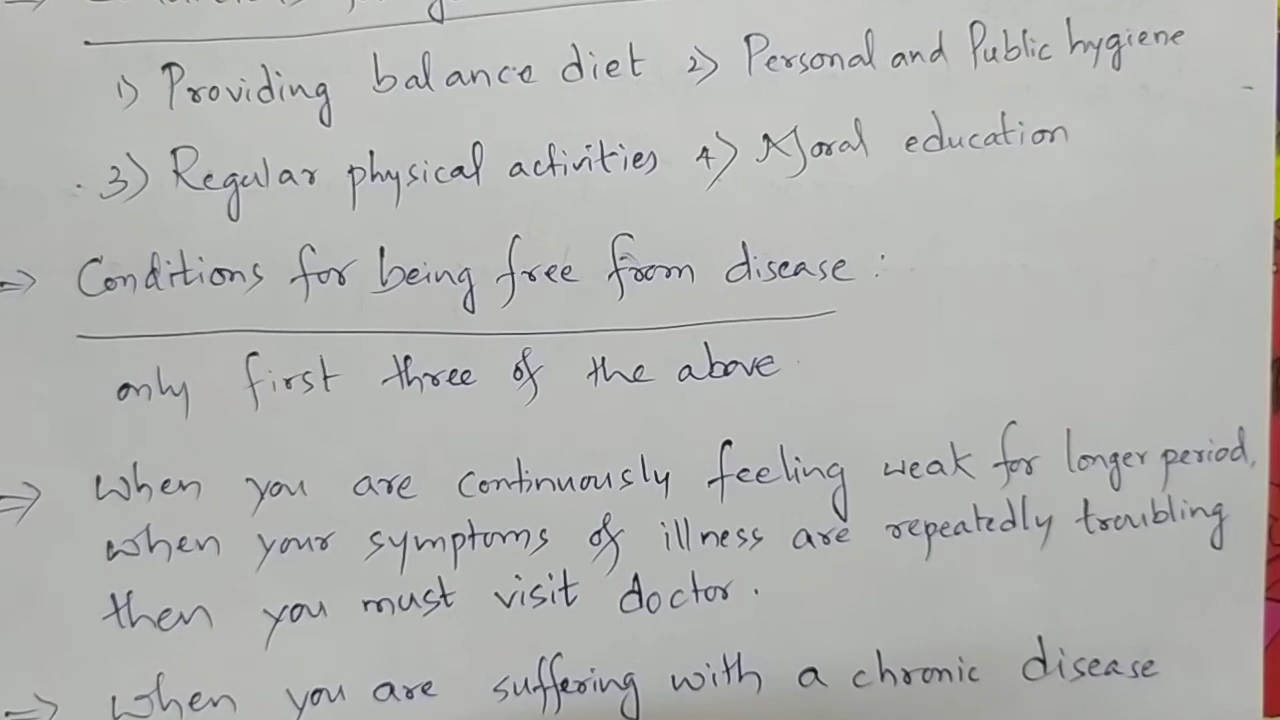 1) Providing balance diet 2) Personal and Public hygiene
3) Regular physical activities 4) Moral education
=> Conditions for being free from disease :
only first three of the above
=> When you are continuously feeling weak for longer period,
when your symptoms of illness are repeatedly troubling
then you must visit doctor.
=> When you are suffering with a chronic disease